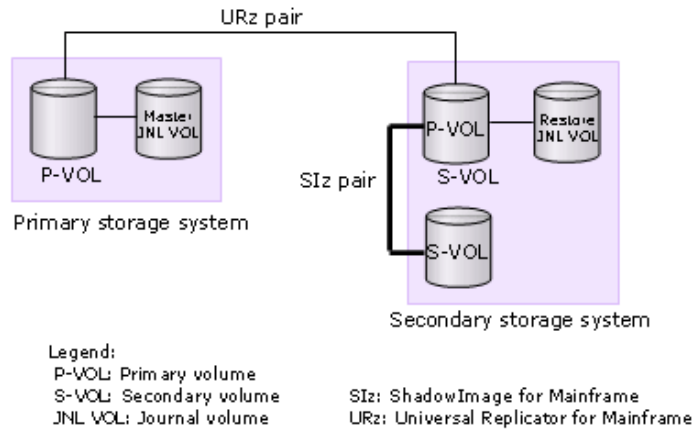 URz pair
Master
JNL VOL
P-VOL
Primary storage system
P-VOL
Restore
JNL VOL
S-VOL
SIz pair
S-VOL
Secondary storage system
Legend:
P-VOL: Primary volume
S-VOL: Secondary volume
JNL VOL: Journal volume
SIz: ShadowImage for Mainframe
URz: Universal Replicator for Mainframe